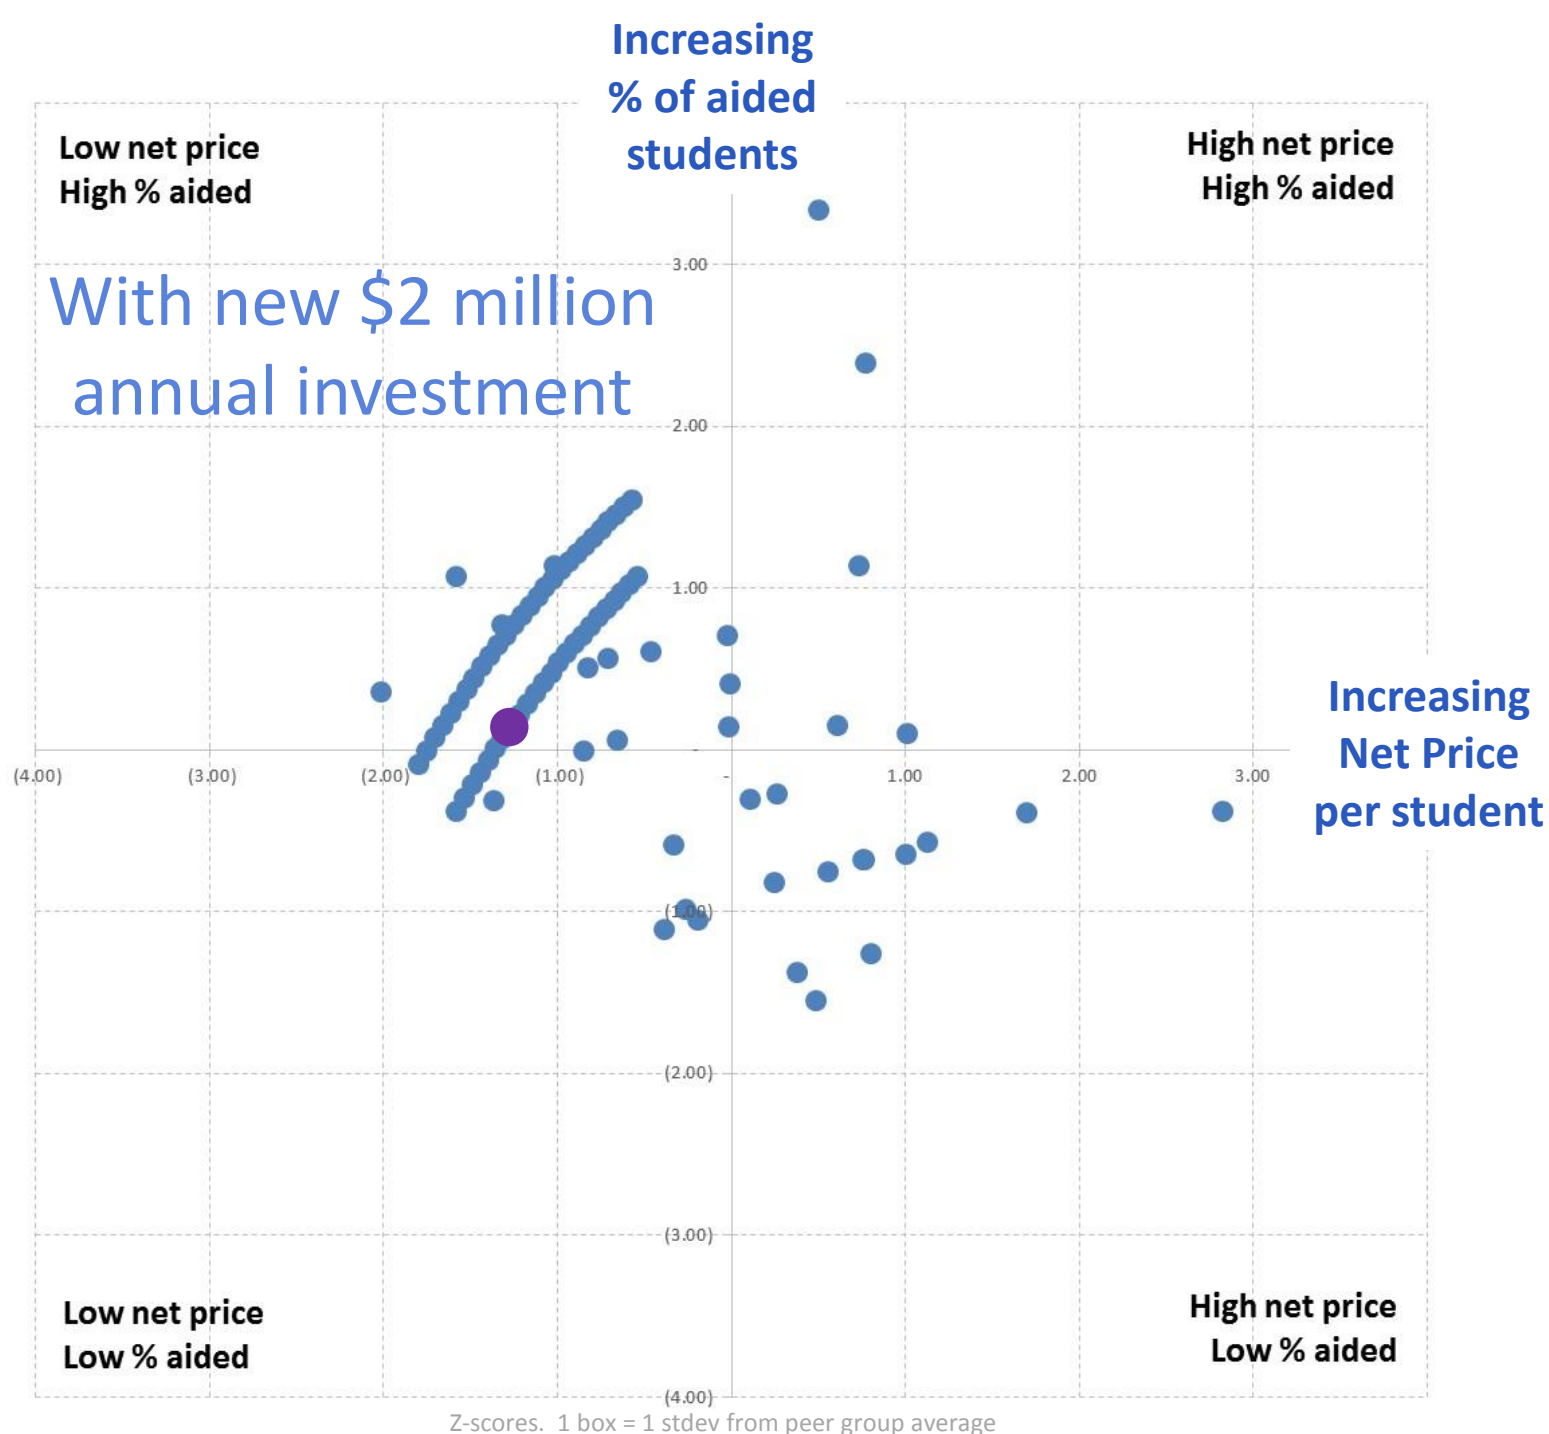 Increasing
% of aided
students
Low net price
High % aided
High net price
High % aided
3.00
With new $2 million
annual investment
2.00
1.00
Increasing
Net Price
per student
-
(4.00)
(3.00)
(2.00)
(1.00)
-
1.00
2.00
3.00
(1.00)
(2.00)
(3.00)
Low net price
Low % aided
High net price
Low % aided
(4.00)
Z-scores. 1 box = 1 stdev from peer group average